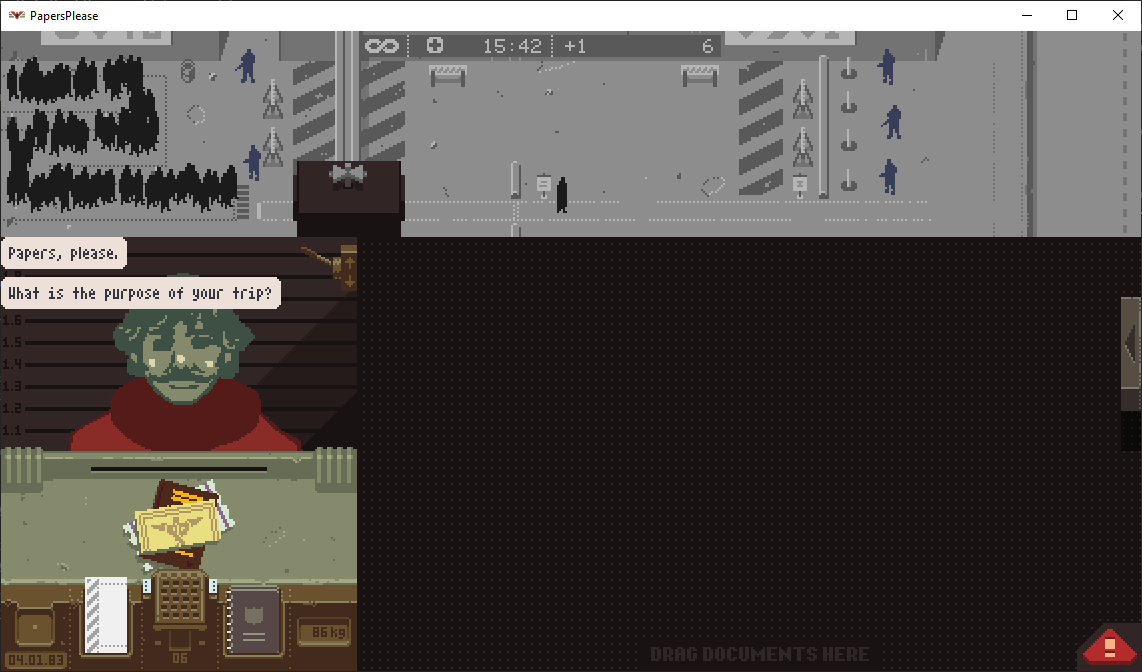 PapersPlease
15:42 +1 6
Papers, please.
What is the purpose of your trip?
1.6
1.5
1.4
1.3
1.2
1.1
86kg
04.01.83
06
DRAG DOCUMENTS HERE